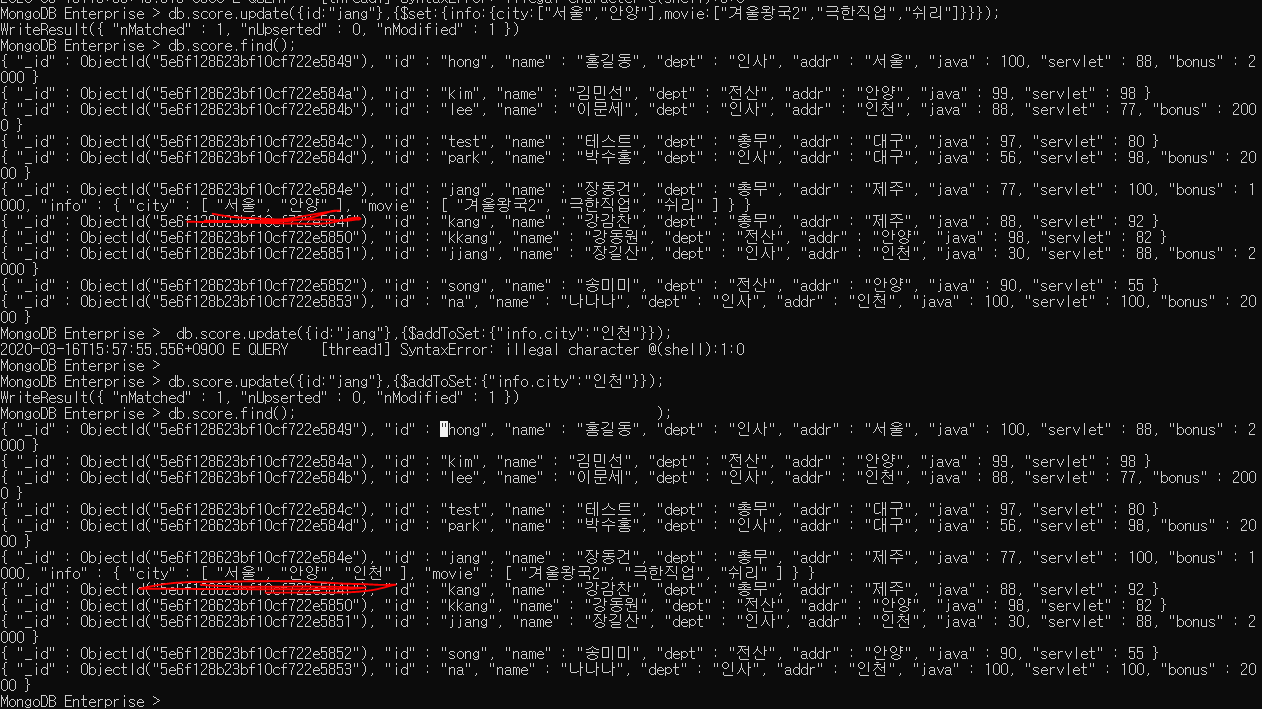 MongoDB Enterprise > db.score.update({id:"jang"},{$set:{info:{city:["서울","안양"],movie:["겨울왕국2","극한직업","쉬리"]}}});
WriteResult({ "nMatched" : 1, "nUpserted" : 0, "nModified" : 1 })
MongoDB Enterprise > db.score.find();
{ "_id" : ObjectId("5e6f128623bf10cf722e5849"), "id" : "hong", "name" : "홍길동", "dept" : "인사", "addr" : "서울", "java" : 100, "servlet" : 88, "bonus" : 2
000 }
{ "_id" : ObjectId("5e6f128623bf10cf722e584a"), "id" : "kim", "name" : "김민선", "dept" : "전산", "addr" : "안양", "java" : 99, "servlet" : 98 }
{ "_id" : ObjectId("5e6f128623bf10cf722e584b"), "id" : "lee", "name" : "이문세", "dept" : "인사", "addr" : "인천", "java" : 88, "servlet" : 77, "bonus" : 200
0 }
{ "_id" : ObjectId("5e6f128623bf10cf722e584c"), "id" : "test", "name" : "테스트", "dept" : "총무", "addr" : "대구", "java" : 97, "servlet" : 80 }
{ "_id" : ObjectId("5e6f128623bf10cf722e584d"), "id" : "park", "name" : "박수홍", "dept" : "인사", "addr" : "대구", "java" : 56, "servlet" : 98, "bonus" : 20
00 }
{ "_id" : ObjectId("5e6f128623bf10cf722e584e"), "id" : "jang", "name" : "장동건", "dept" : "총무", "addr" : "제주", "java" : 77, "servlet" : 100, "bonus" : 1
000, "info" : { "city" : [ "서울", "안양" ], "movie" : [ "겨울왕국2", "극한직업", "쉬리" ] } }
{ "_id" : ObjectId("5e6f128623bf10cf722e584f"), "id" : "kang", "name" : "강감찬", "dept" : "총무", "addr" : "제주", "java" : 88, "servlet" : 92 }
{ "_id" : ObjectId("5e6f128623bf10cf722e5850"), "id" : "kkang", "name" : "강동원", "dept" : "전산", "addr" : "안양", "java" : 98, "servlet" : 82 }
{ "_id" : ObjectId("5e6f128623bf10cf722e5851"), "id" : "jjang", "name" : "장길산", "dept" : "인사", "addr" : "인천", "java" : 30, "servlet" : 88, "bonus" : 2
000 }
{ "_id" : ObjectId("5e6f128623bf10cf722e5852"), "id" : "song", "name" : "송미미", "dept" : "전산", "addr" : "안양", "java" : 90, "servlet" : 55 }
{ "_id" : ObjectId("5e6f128b23bf10cf722e5853"), "id" : "na", "name" : "나나나", "dept" : "인사", "addr" : "인천", "java" : 100, "servlet" : 100, "bonus" : 20
00 }
MongoDB Enterprise >  db.score.update({id:"jang"},{$addToSet:{"info.city":"인천"}});
2020-03-16T15:57:55.556+0900 E QUERY    [thread1] SyntaxError: illegal character @(shell):1:0
MongoDB Enterprise >
MongoDB Enterprise > db.score.update({id:"jang"},{$addToSet:{"info.city":"인천"}});
WriteResult({ "nMatched" : 1, "nUpserted" : 0, "nModified" : 1 })
MongoDB Enterprise > db.score.find(); );
{ "_id" : ObjectId("5e6f128623bf10cf722e5849"), "id" : "hong", "name" : "홍길동", "dept" : "인사", "addr" : "서울", "java" : 100, "servlet" : 88, "bonus" : 2
000 }
{ "_id" : ObjectId("5e6f128623bf10cf722e584a"), "id" : "kim", "name" : "김민선", "dept" : "전산", "addr" : "안양", "java" : 99, "servlet" : 98 }
{ "_id" : ObjectId("5e6f128623bf10cf722e584b"), "id" : "lee", "name" : "이문세", "dept" : "인사", "addr" : "인천", "java" : 88, "servlet" : 77, "bonus" : 200
0 }
{ "_id" : ObjectId("5e6f128623bf10cf722e584c"), "id" : "test", "name" : "테스트", "dept" : "총무", "addr" : "대구", "java" : 97, "servlet" : 80 }
{ "_id" : ObjectId("5e6f128623bf10cf722e584d"), "id" : "park", "name" : "박수홍", "dept" : "인사", "addr" : "대구", "java" : 56, "servlet" : 98, "bonus" : 20
00 }
{ "_id" : ObjectId("5e6f128623bf10cf722e584e"), "id" : "jang", "name" : "장동건", "dept" : "총무", "addr" : "제주", "java" : 77, "servlet" : 100, "bonus" : 1
000, "info" : { "city" : [ "서울", "안양", "인천" ], "movie" : [ "겨울왕국2", "극한직업", "쉬리" ] } }
{ "_id" : ObjectId("5e6f128623bf10cf722e584f"), "id" : "kang", "name" : "강감찬", "dept" : "총무", "addr" : "제주", "java" : 88, "servlet" : 92 }
{ "_id" : ObjectId("5e6f128623bf10cf722e5850"), "id" : "kkang", "name" : "강동원", "dept" : "전산", "addr" : "안양", "java" : 98, "servlet" : 82 }
{ "_id" : ObjectId("5e6f128623bf10cf722e5851"), "id" : "jjang", "name" : "장길산", "dept" : "인사", "addr" : "인천", "java" : 30, "servlet" : 88, "bonus" : 2
000 }
{ "_id" : ObjectId("5e6f128623bf10cf722e5852"), "id" : "song", "name" : "송미미", "dept" : "전산", "addr" : "안양", "java" : 90, "servlet" : 55 }
{ "_id" : ObjectId("5e6f128b23bf10cf722e5853"), "id" : "na", "name" : "나나나", "dept" : "인사", "addr" : "인천", "java" : 100, "servlet" : 100, "bonus" : 20
00 }
MongoDB Enterprise >